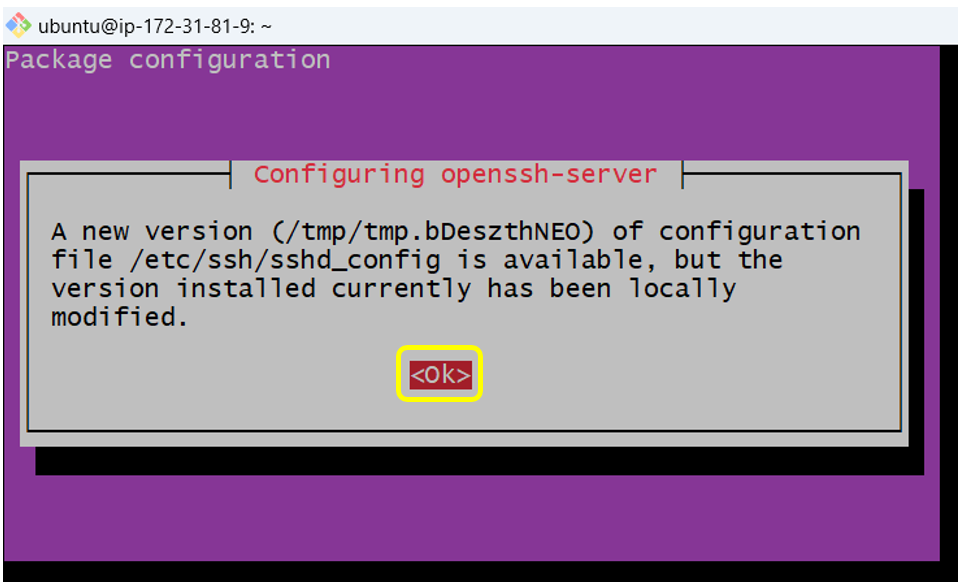 ubuntu@ip-172-31-81-9: ~
Package configuration
Configuring openssh-server
A new version (/tmp/tmp.bDeszthNEO) of configuration
file /etc/ssh/sshd_config is available, but the
version installed currently has been locally
modified.
<Ok>